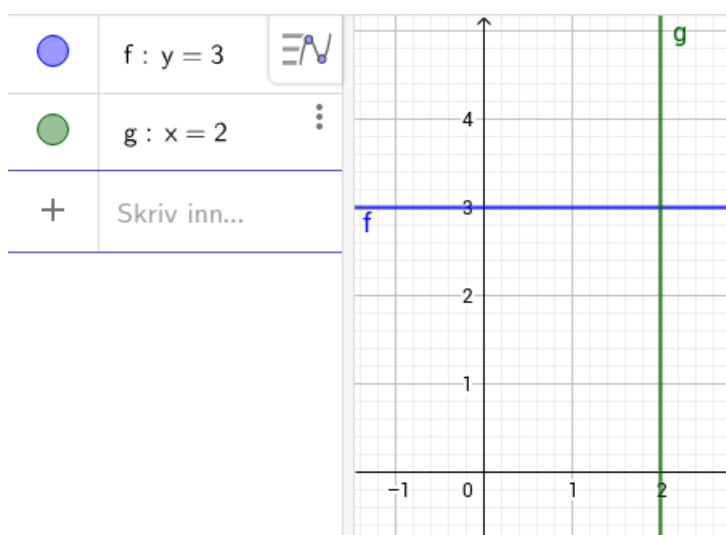 f : y = 3
g : x = 2
Skriv inn...
g
4
3
f
2
1
−1 0 1 2